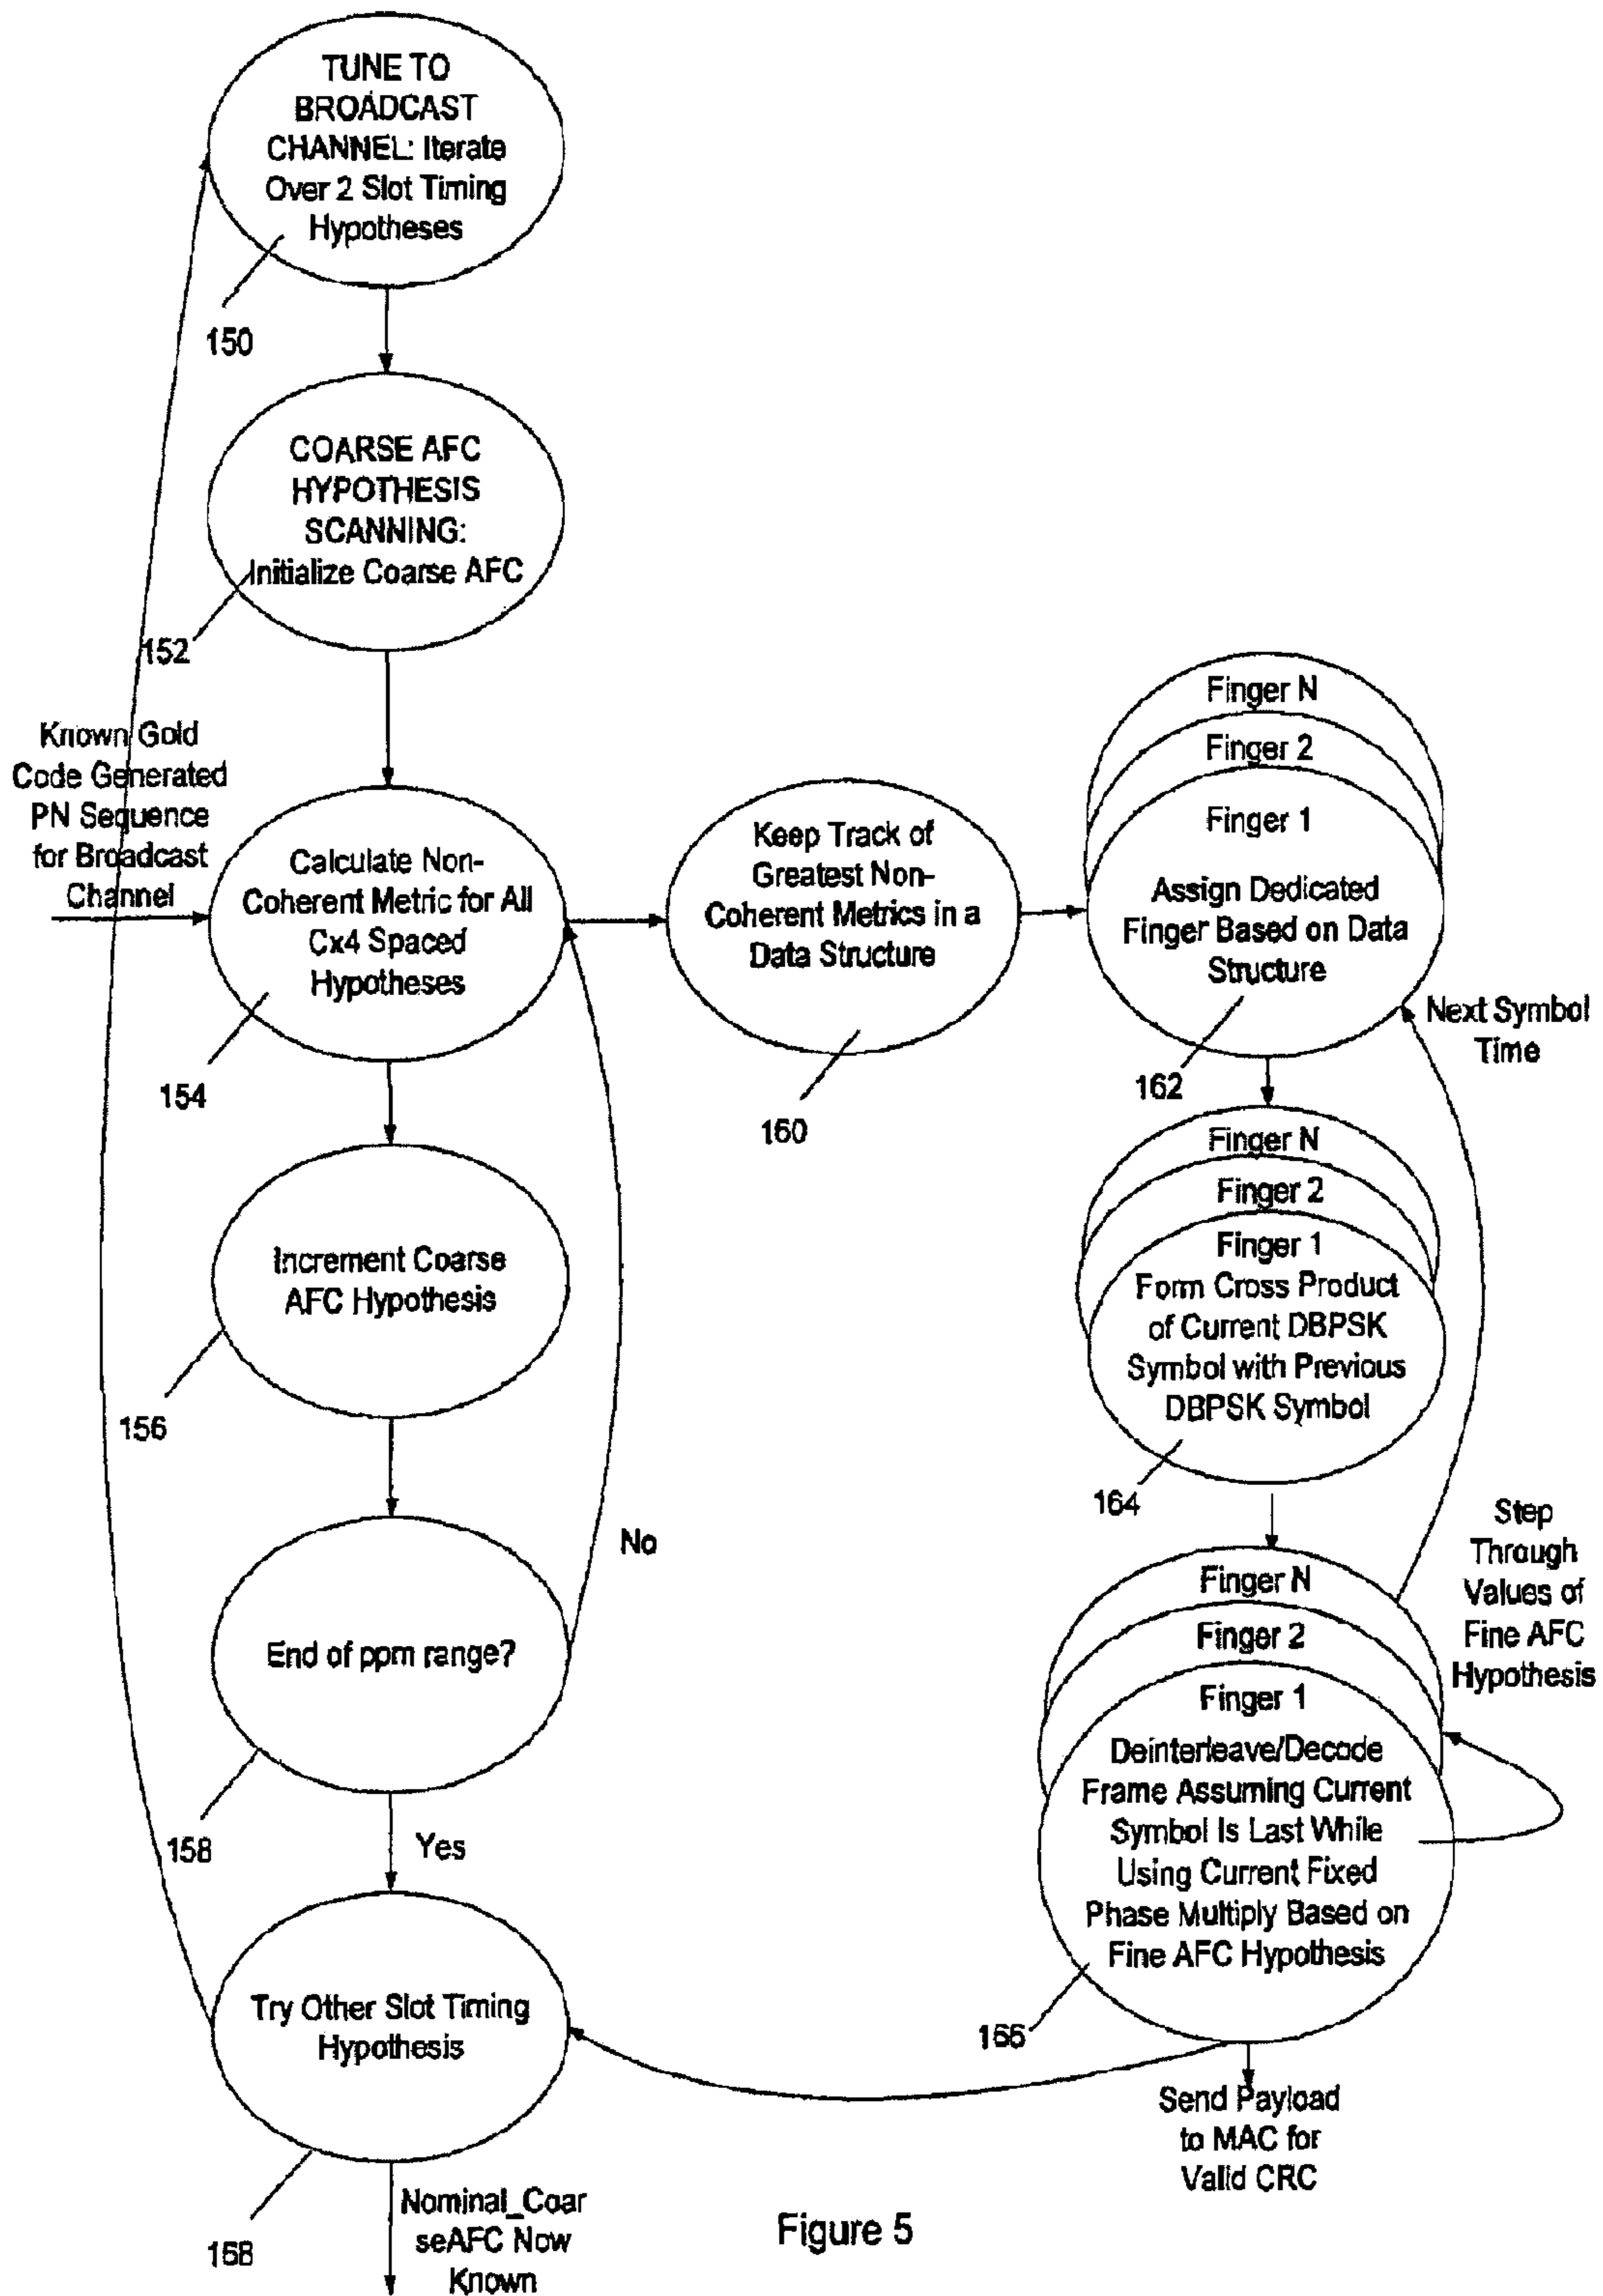 TUNE TO
BROADCAST
CHANNEL: Iterate
Over 2 Slot Timing
Hypotheses
150
COARSE AFC
HYPOTHESIS
SCANNING:
Initialize Coarse AFC
152
Known Gold
Code Generated
PN Sequence
for Broadcast
Channel
Calculate Non-
Coherent Metric for All
Cx4 Spaced
Hypotheses
154
Increment Coarse
AFC Hypothesis
156
End of ppm range?
No
158
Yes
Try Other Slot Timing
Hypothesis
168
Nominal_Coar
seAFC Now
Known
Keep Track of
Greatest Non-
Coherent Metrics in a
Data Structure
160
Finger N
Finger 2
Finger 1
Assign Dedicated
Finger Based on Data
Structure
162
Next Symbol
Time
Finger N
Finger 2
Finger 1
Form Cross Product
of Current DBPSK
Symbol with Previous
DBPSK Symbol
164
Step
Through
Values of
Fine AFC
Hypothesis
Finger N
Finger 2
Finger 1
Deinterleave/Decode
Frame Assuming Current
Symbol Is Last While
Using Current Fixed
Phase Multiply Based on
Fine AFC Hypothesis
166
Send Payload
to MAC for
Valid CRC
Figure 5